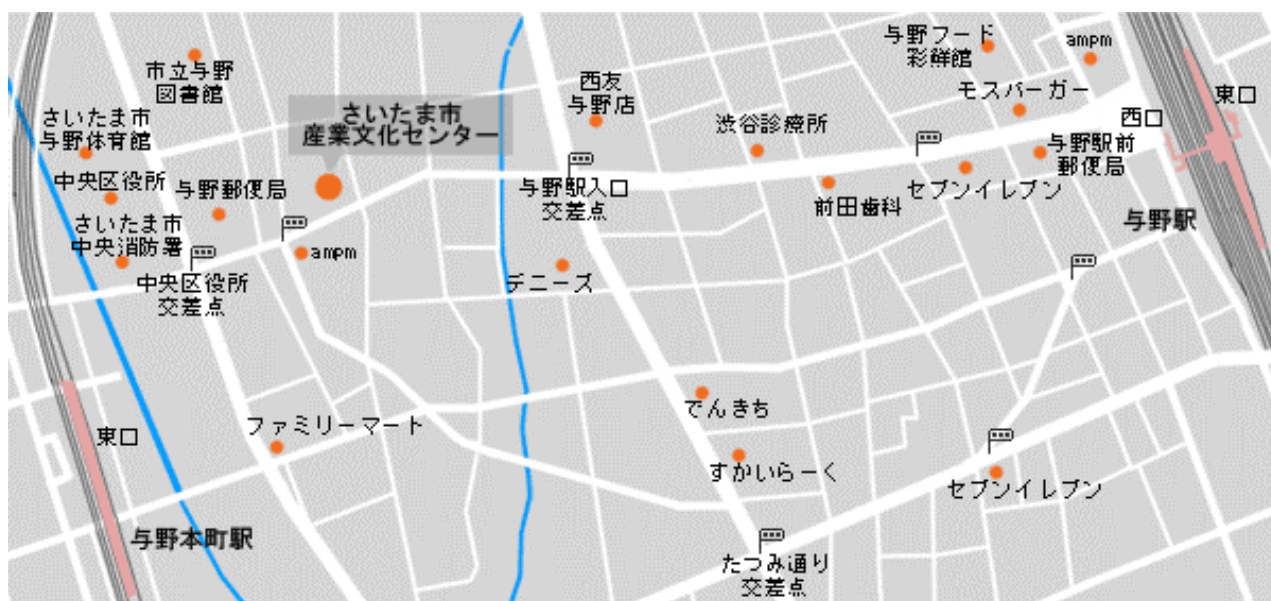 市立与野
図書館
さいたま市
産業文化センター
西友
与野店
与野フード
彩鮮館
ampm
モスバーガー
東口
さいたま市
与野体育館
渋谷診療所
西口
与野駅前
郵便局
中央区役所
与野郵便局
与野駅入口
交差点
前田歯科
セブンイレブン
与野駅
さいたま市
中央消防署
ampm
中央区役所
交差点
デニーズ
でんきち
ファミリーマート
東口
すかいらーく
セブンイレブン
与野本町駅
たつみ通り
交差点